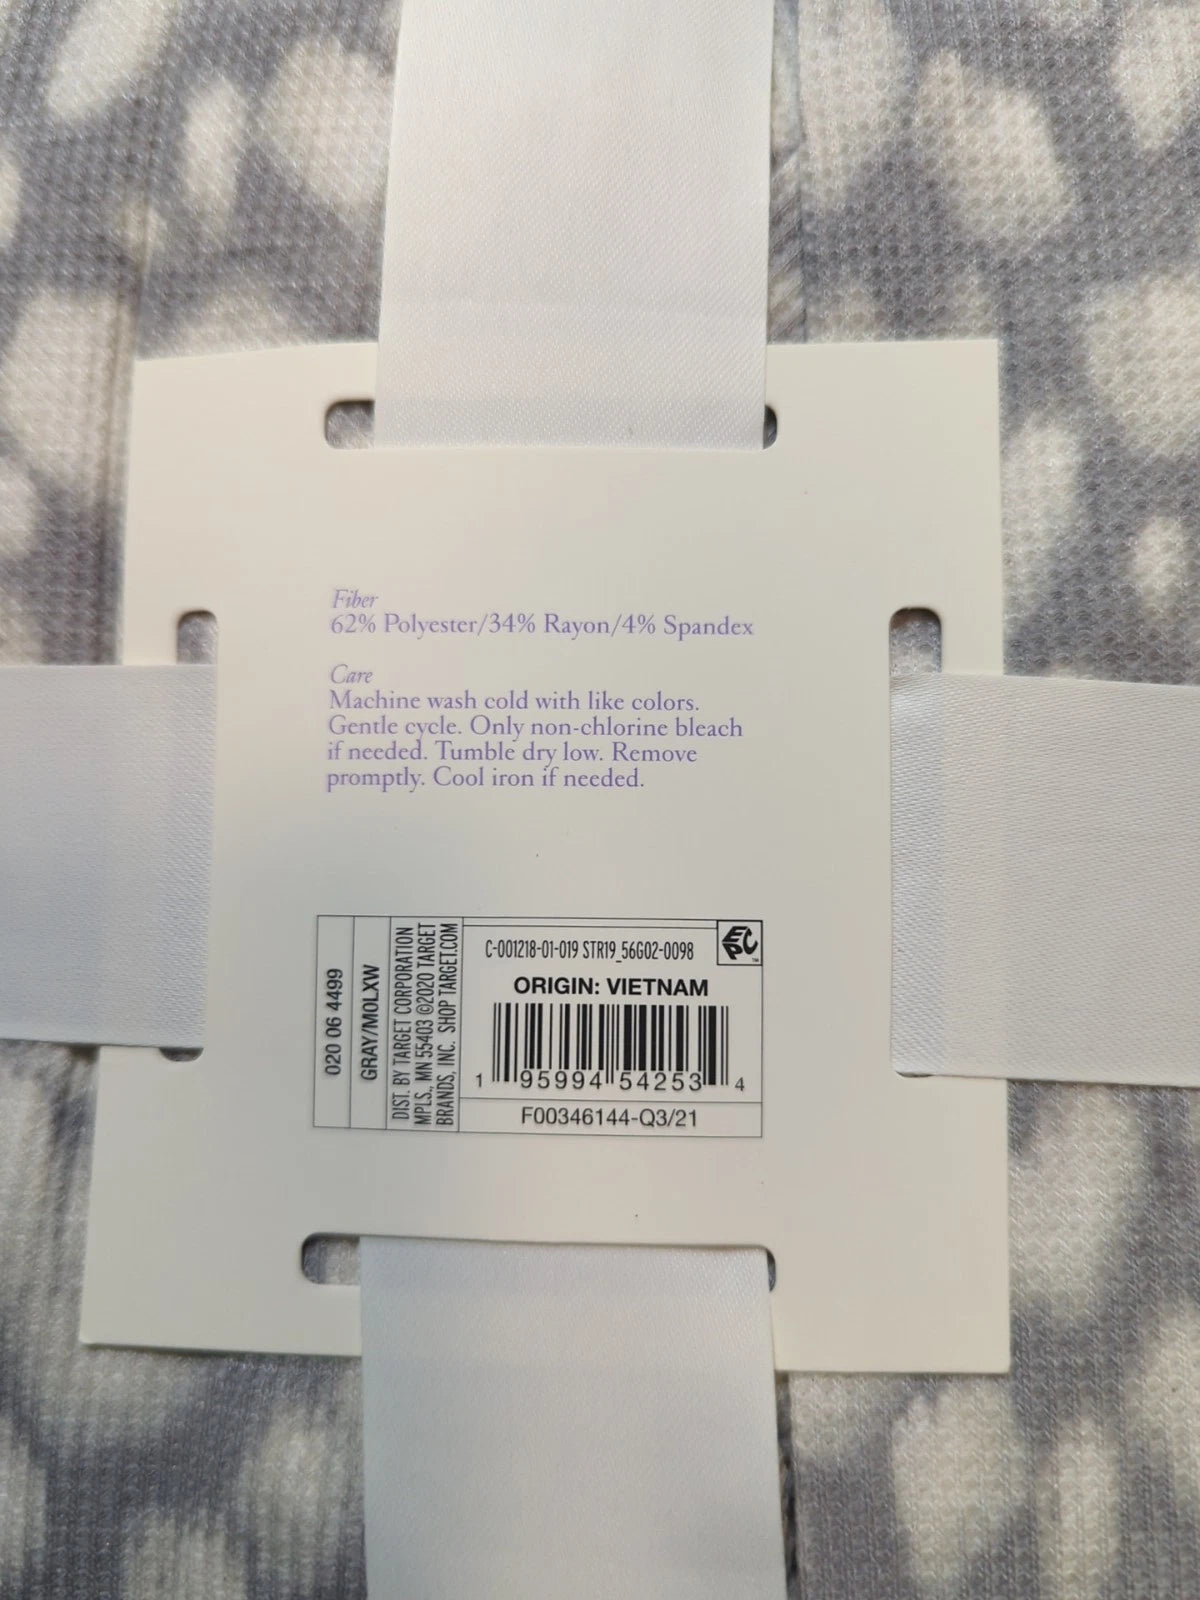 Fiber
62% Polyester/34% Rayon/4% Spandex
Care
Machine wash cold with like colors.
Gentle cycle. Only non-chlorine bleach
if needed. Tumble dry low. Remove
promptly. Cool iron if needed.
020 06 4499
GRAY/MOLXW
DIST. BY TARGET CORPORATION
MPLS., MN 55403 ©2020 TARGET
BRANDS, INC. SHOP TARGET.COM
C-001218-01-019 STR19_56G02-0098
EPC™
ORIGIN: VIETNAM
1 95994 54253 4
F00346144-Q3/21